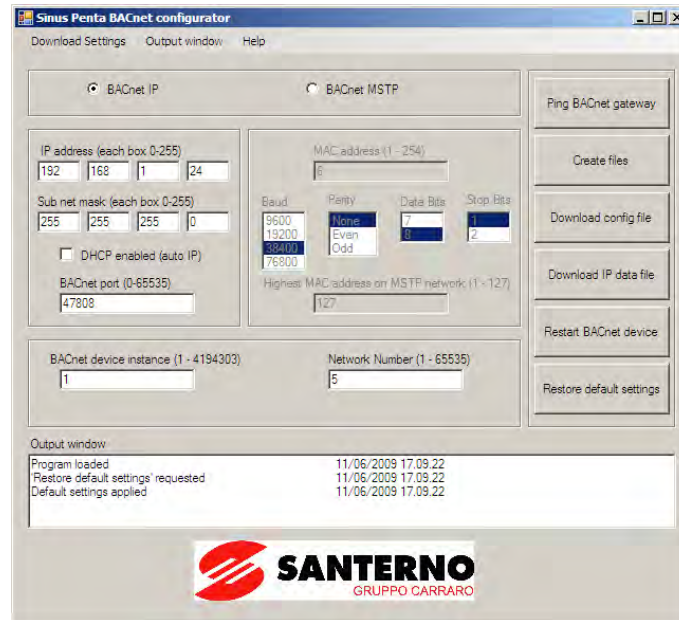 Sinus Penta BACnet configurator
Download Settings Output window Help
BACnet IP BACnet MSTP
Ping BACnet gateway
Create files
Download config file
Download IP data file
Restart BACnet device
Restore default settings
IP address (each box 0-255)
192 168 1 24
Sub net mask (each box 0-255)
255 255 255 0
DHCP enabled (auto IP)
BACnet port (0-65535)
47808
MAC address (1 - 254)
6
Baud Parity Data Bits Stop Bits
9600 None 7 1
19200 Even 8 2
38400 Odd
76800
Highest MAC address on MSTP network (1 - 127)
127
BACnet device instance (1 - 4194303) Network Number (1 - 65535)
1 5
Output window
Program loaded 11/06/2009 17.09.22
'Restore default settings' requested 11/06/2009 17.09.22
Default settings applied 11/06/2009 17.09.22
SANTERNO
GRUPPO CARRARO